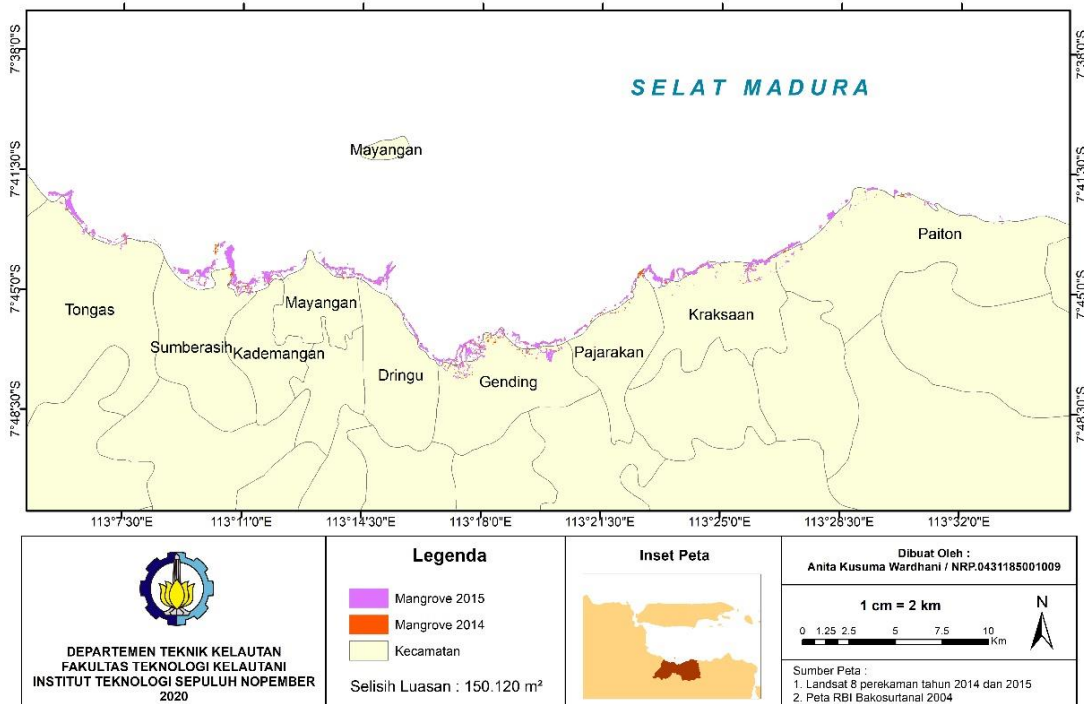 SELAT MADURA
7°38'0"S
7°41'30"S
7°45'0"S
7°48'30"S
7°38'0"S
7°41'30"S
7°45'0"S
7°48'30"S
Mayangan
Paiton
Tongas
Mayangan
Kraksaan
Sumberasih
Kademangan
Pajarakan
Dringu
Gending
113°7'30"E
113°11'0"E
113°14'30"E
113°18'0"E
113°21'30"E
113°25'0"E
113°28'30"E
113°32'0"E
DEPARTEMEN TEKNIK KELAUTAN
FAKULTAS TEKNOLOGI KELAUTANI
INSTITUT TEKNOLOGI SEPULUH NOPEMBER
2020
Legenda
Mangrove 2015
Mangrove 2014
Kecamatan
Selisih Luasan : 150.120 m²
Inset Peta
Dibuat Oleh :
Anita Kusuma Wardhani / NRP.0431185001009
1 cm = 2 km
N
0 1.25 2.5 5 7.5 10
Km
Sumber Peta :
1. Landsat 8 perekaman tahun 2014 dan 2015
2. Peta RBI Bakosurtanal 2004